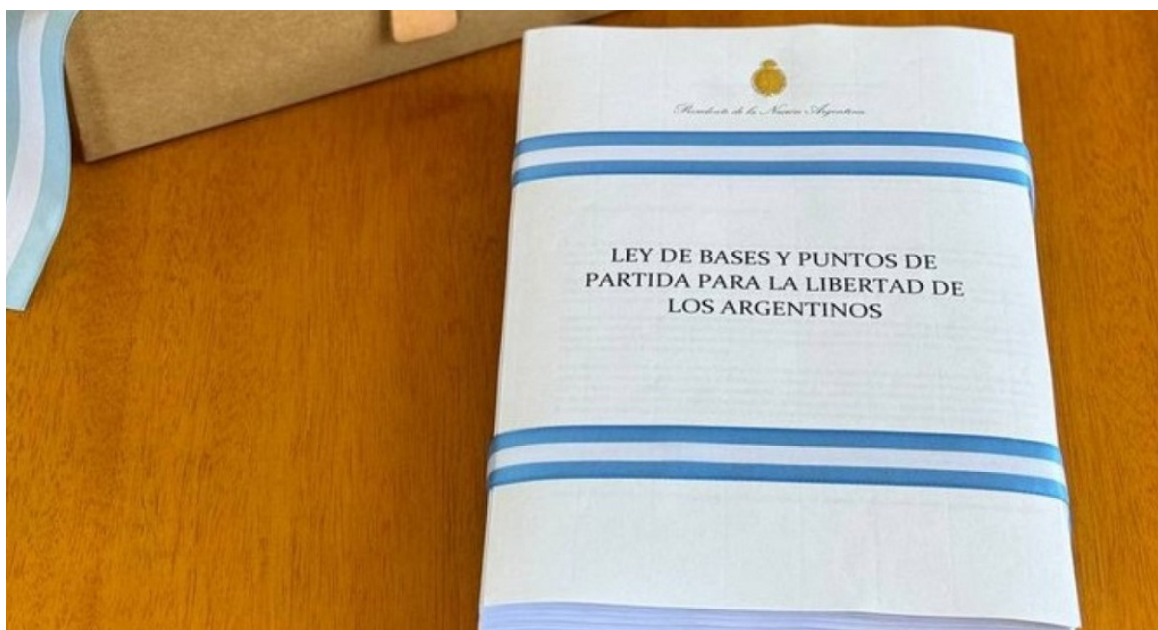 Presidente de la Nación Argentina
LEY DE BASES Y PUNTOS DE
PARTIDA PARA LA LIBERTAD DE
LOS ARGENTINOS